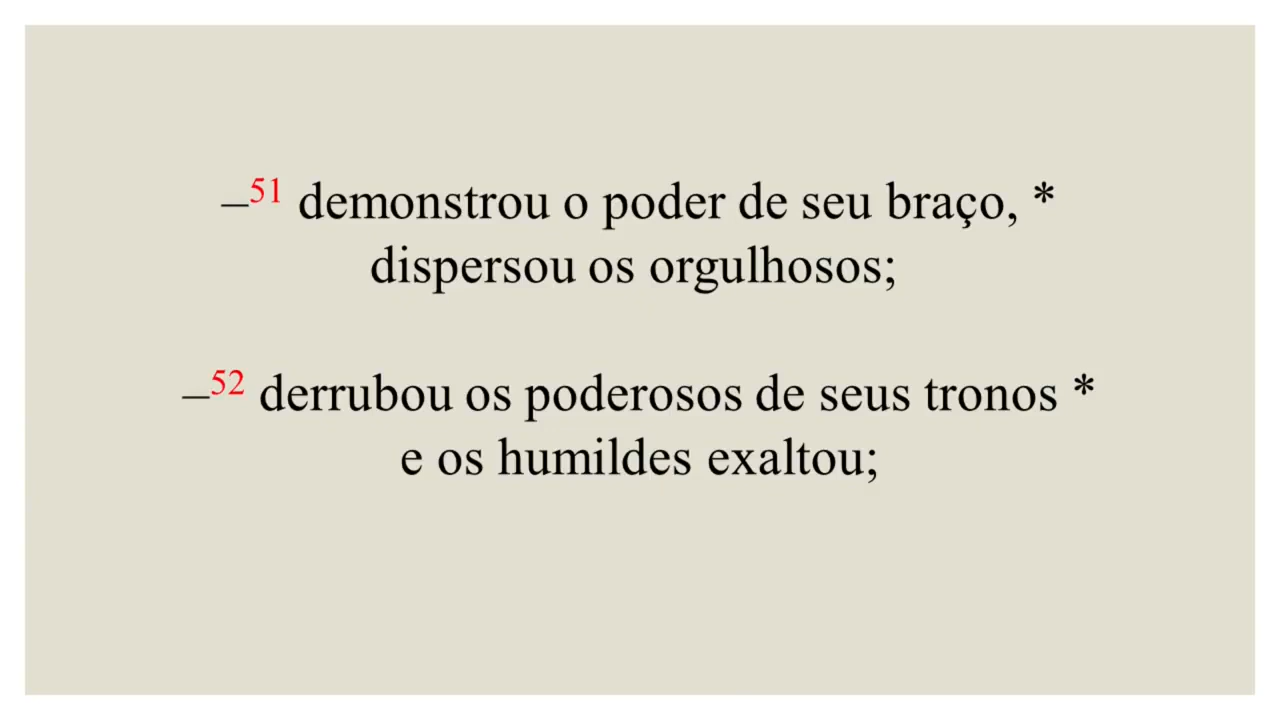 –51 demonstrou o poder de seu braço, *
dispersou os orgulhosos;
–52 derrubou os poderosos de seus tronos *
e os humildes exaltou;